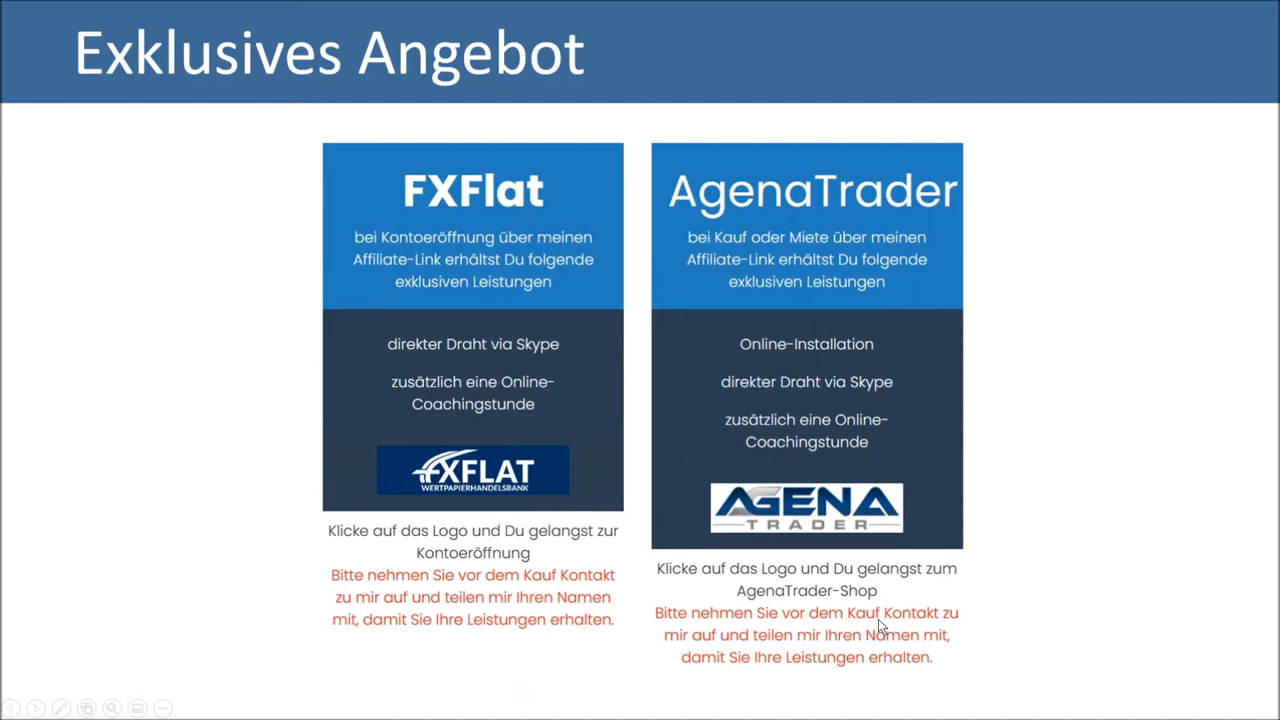 Exklusives Angebot
FXFlat
bei Kontoeröffnung über meinen
Affiliate-Link erhältst Du folgende
exklusiven Leistungen
direkter Draht via Skype
zusätzlich eine Online-
Coachingstunde
FXFLAT
WERTPAPIERHANDELSBANK
Klicke auf das Logo und Du gelangst zur
Kontoeröffnung
Bitte nehmen Sie vor dem Kauf Kontakt
zu mir auf und teilen mir Ihren Namen
mit, damit Sie Ihre Leistungen erhalten.
AgenaTrader
bei Kauf oder Miete über meinen
Affiliate-Link erhältst Du folgende
exklusiven Leistungen
Online-Installation
direkter Draht via Skype
zusätzlich eine Online-
Coachingstunde
AGENA
TRADER
Klicke auf das Logo und Du gelangst zum
AgenaTrader-Shop
Bitte nehmen Sie vor dem Kauf Kontakt zu
mir auf und teilen mir Ihren Namen mit,
damit Sie Ihre Leistungen erhalten.